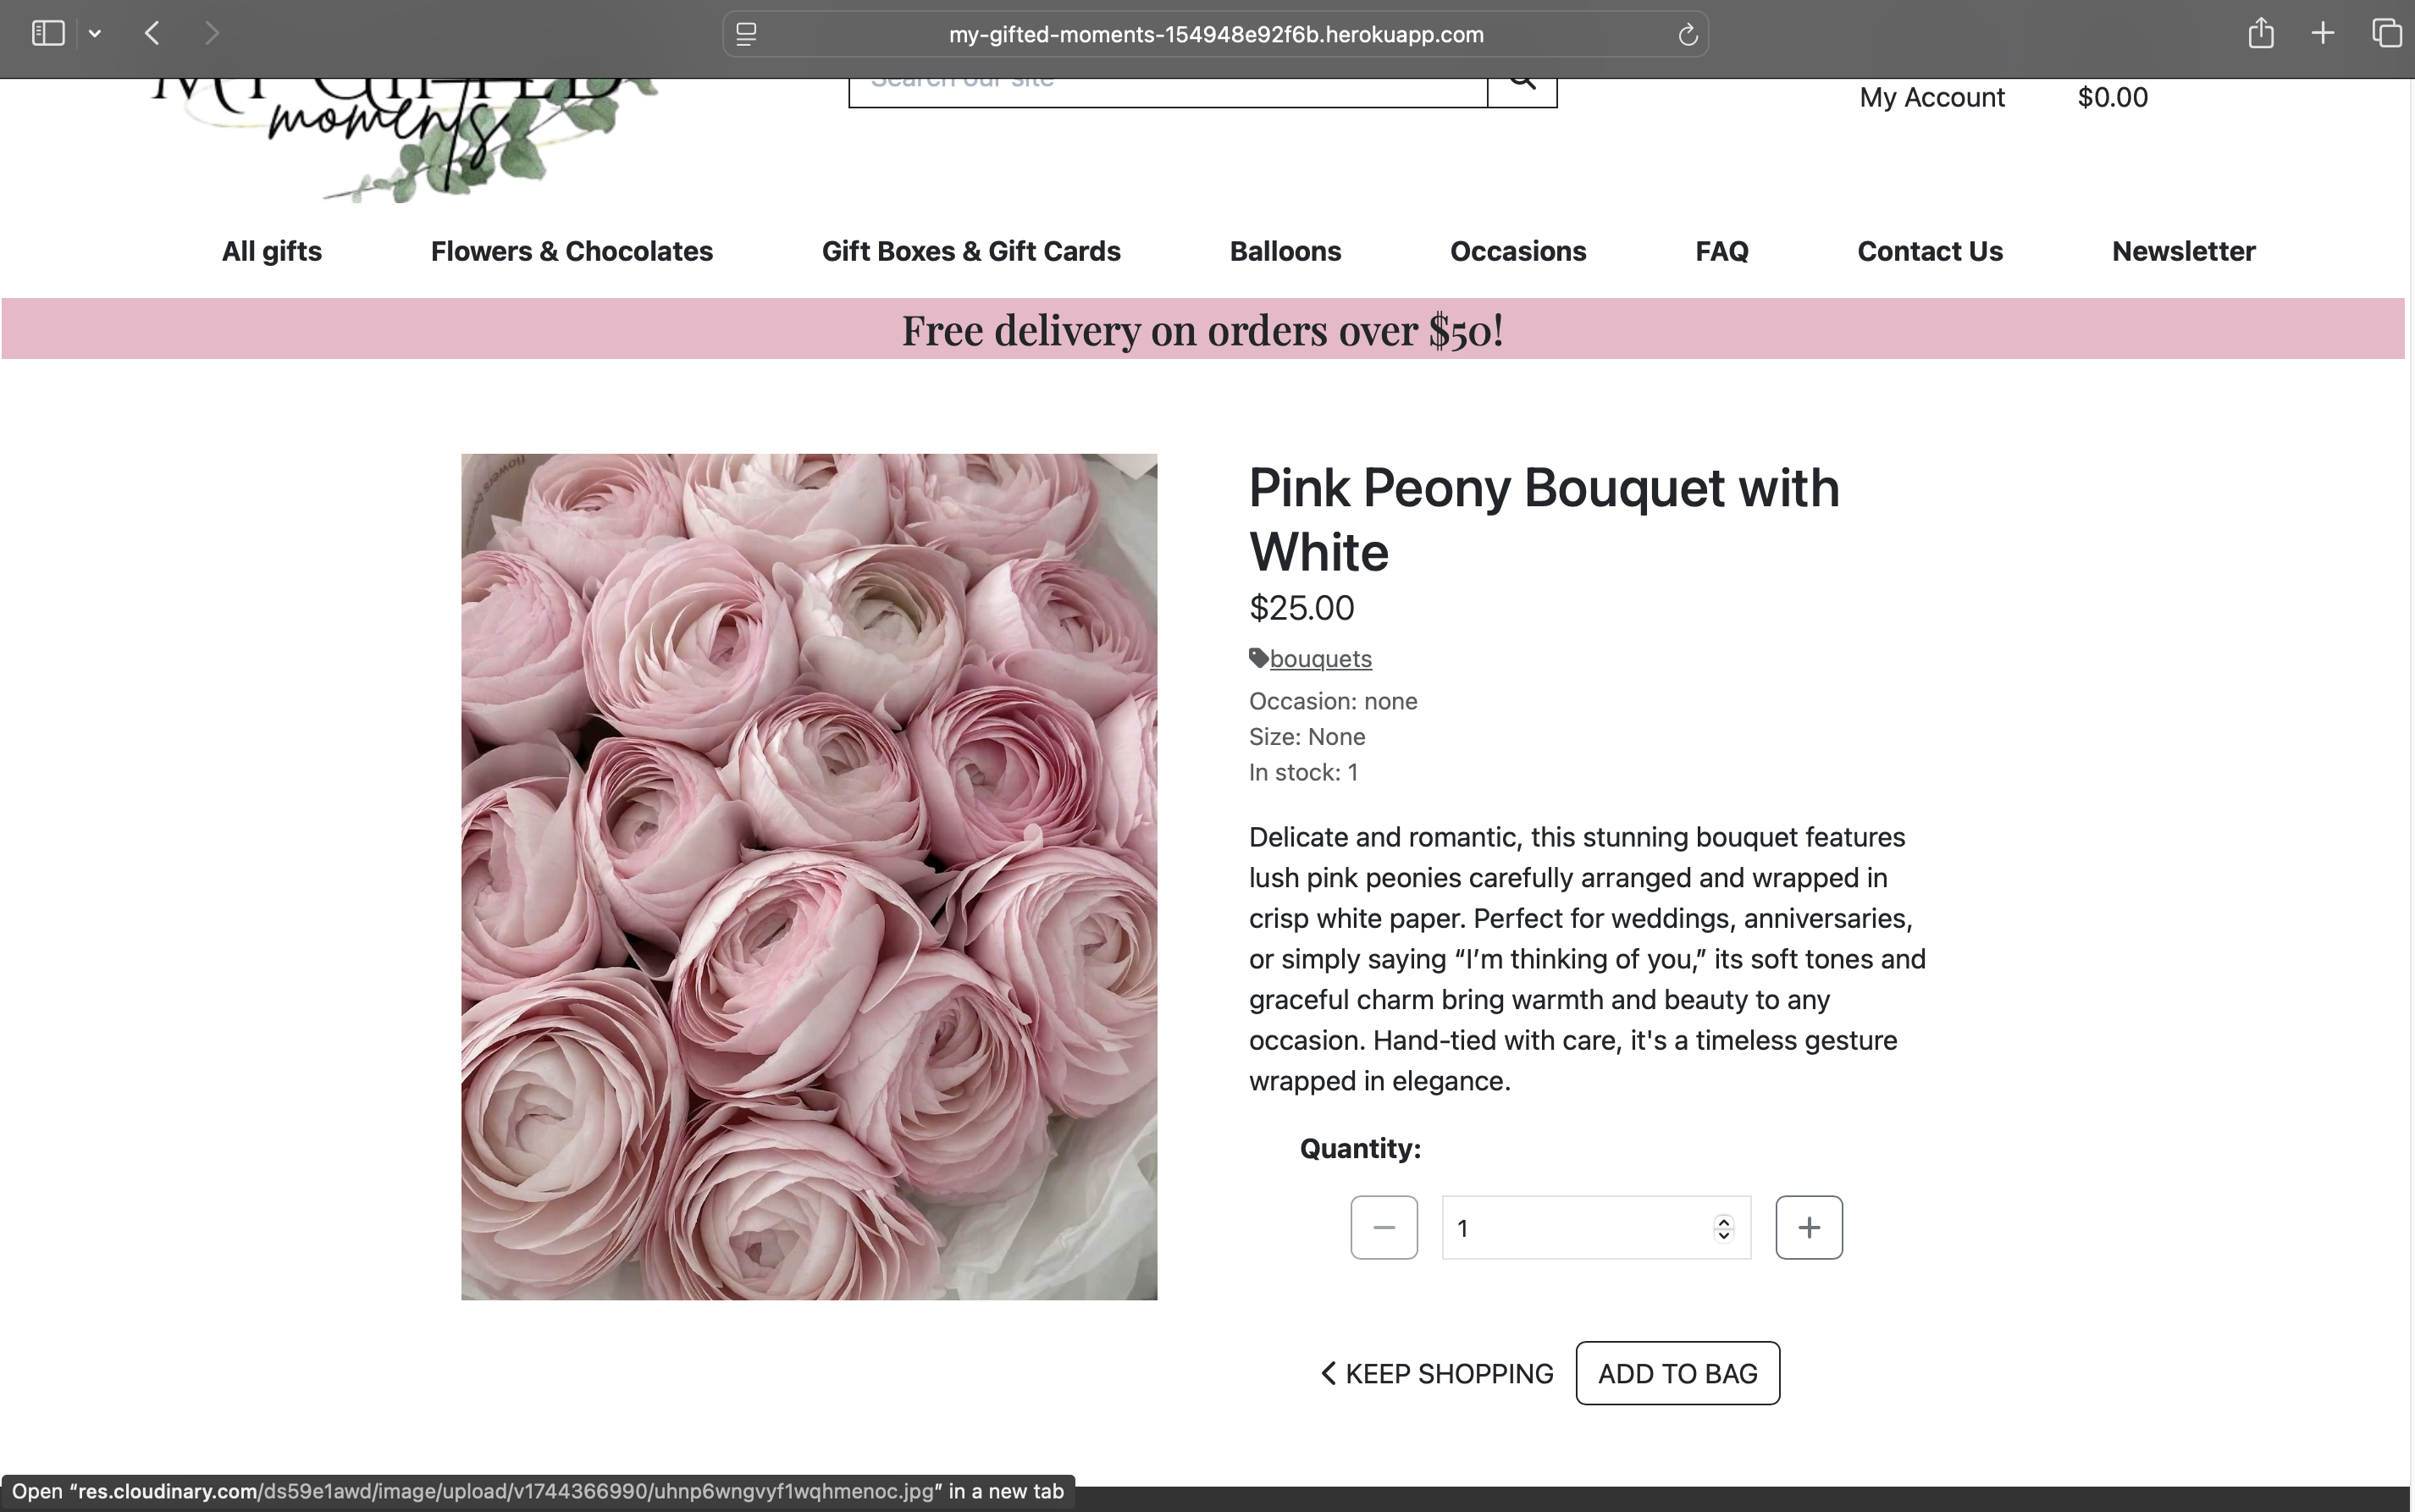 my-gifted-moments-154948e92f6b.herokuapp.com
MY GIFTED
moments
Search our site
My Account
$0.00
All gifts
Flowers & Chocolates
Gift Boxes & Gift Cards
Balloons
Occasions
FAQ
Contact Us
Newsletter
Free delivery on orders over $50!
flowers
Pink Peony Bouquet with
White
$25.00
bouquets
Occasion: none
Size: None
In stock: 1
Delicate and romantic, this stunning bouquet features
lush pink peonies carefully arranged and wrapped in
crisp white paper. Perfect for weddings, anniversaries,
or simply saying “I’m thinking of you,” its soft tones and
graceful charm bring warmth and beauty to any
occasion. Hand-tied with care, it's a timeless gesture
wrapped in elegance.
Quantity:
1
KEEP SHOPPING
ADD TO BAG
Open “res.cloudinary.com/ds59e1awd/image/upload/v1744366990/uhnp6wngvyf1wqhmenoc.jpg” in a new tab